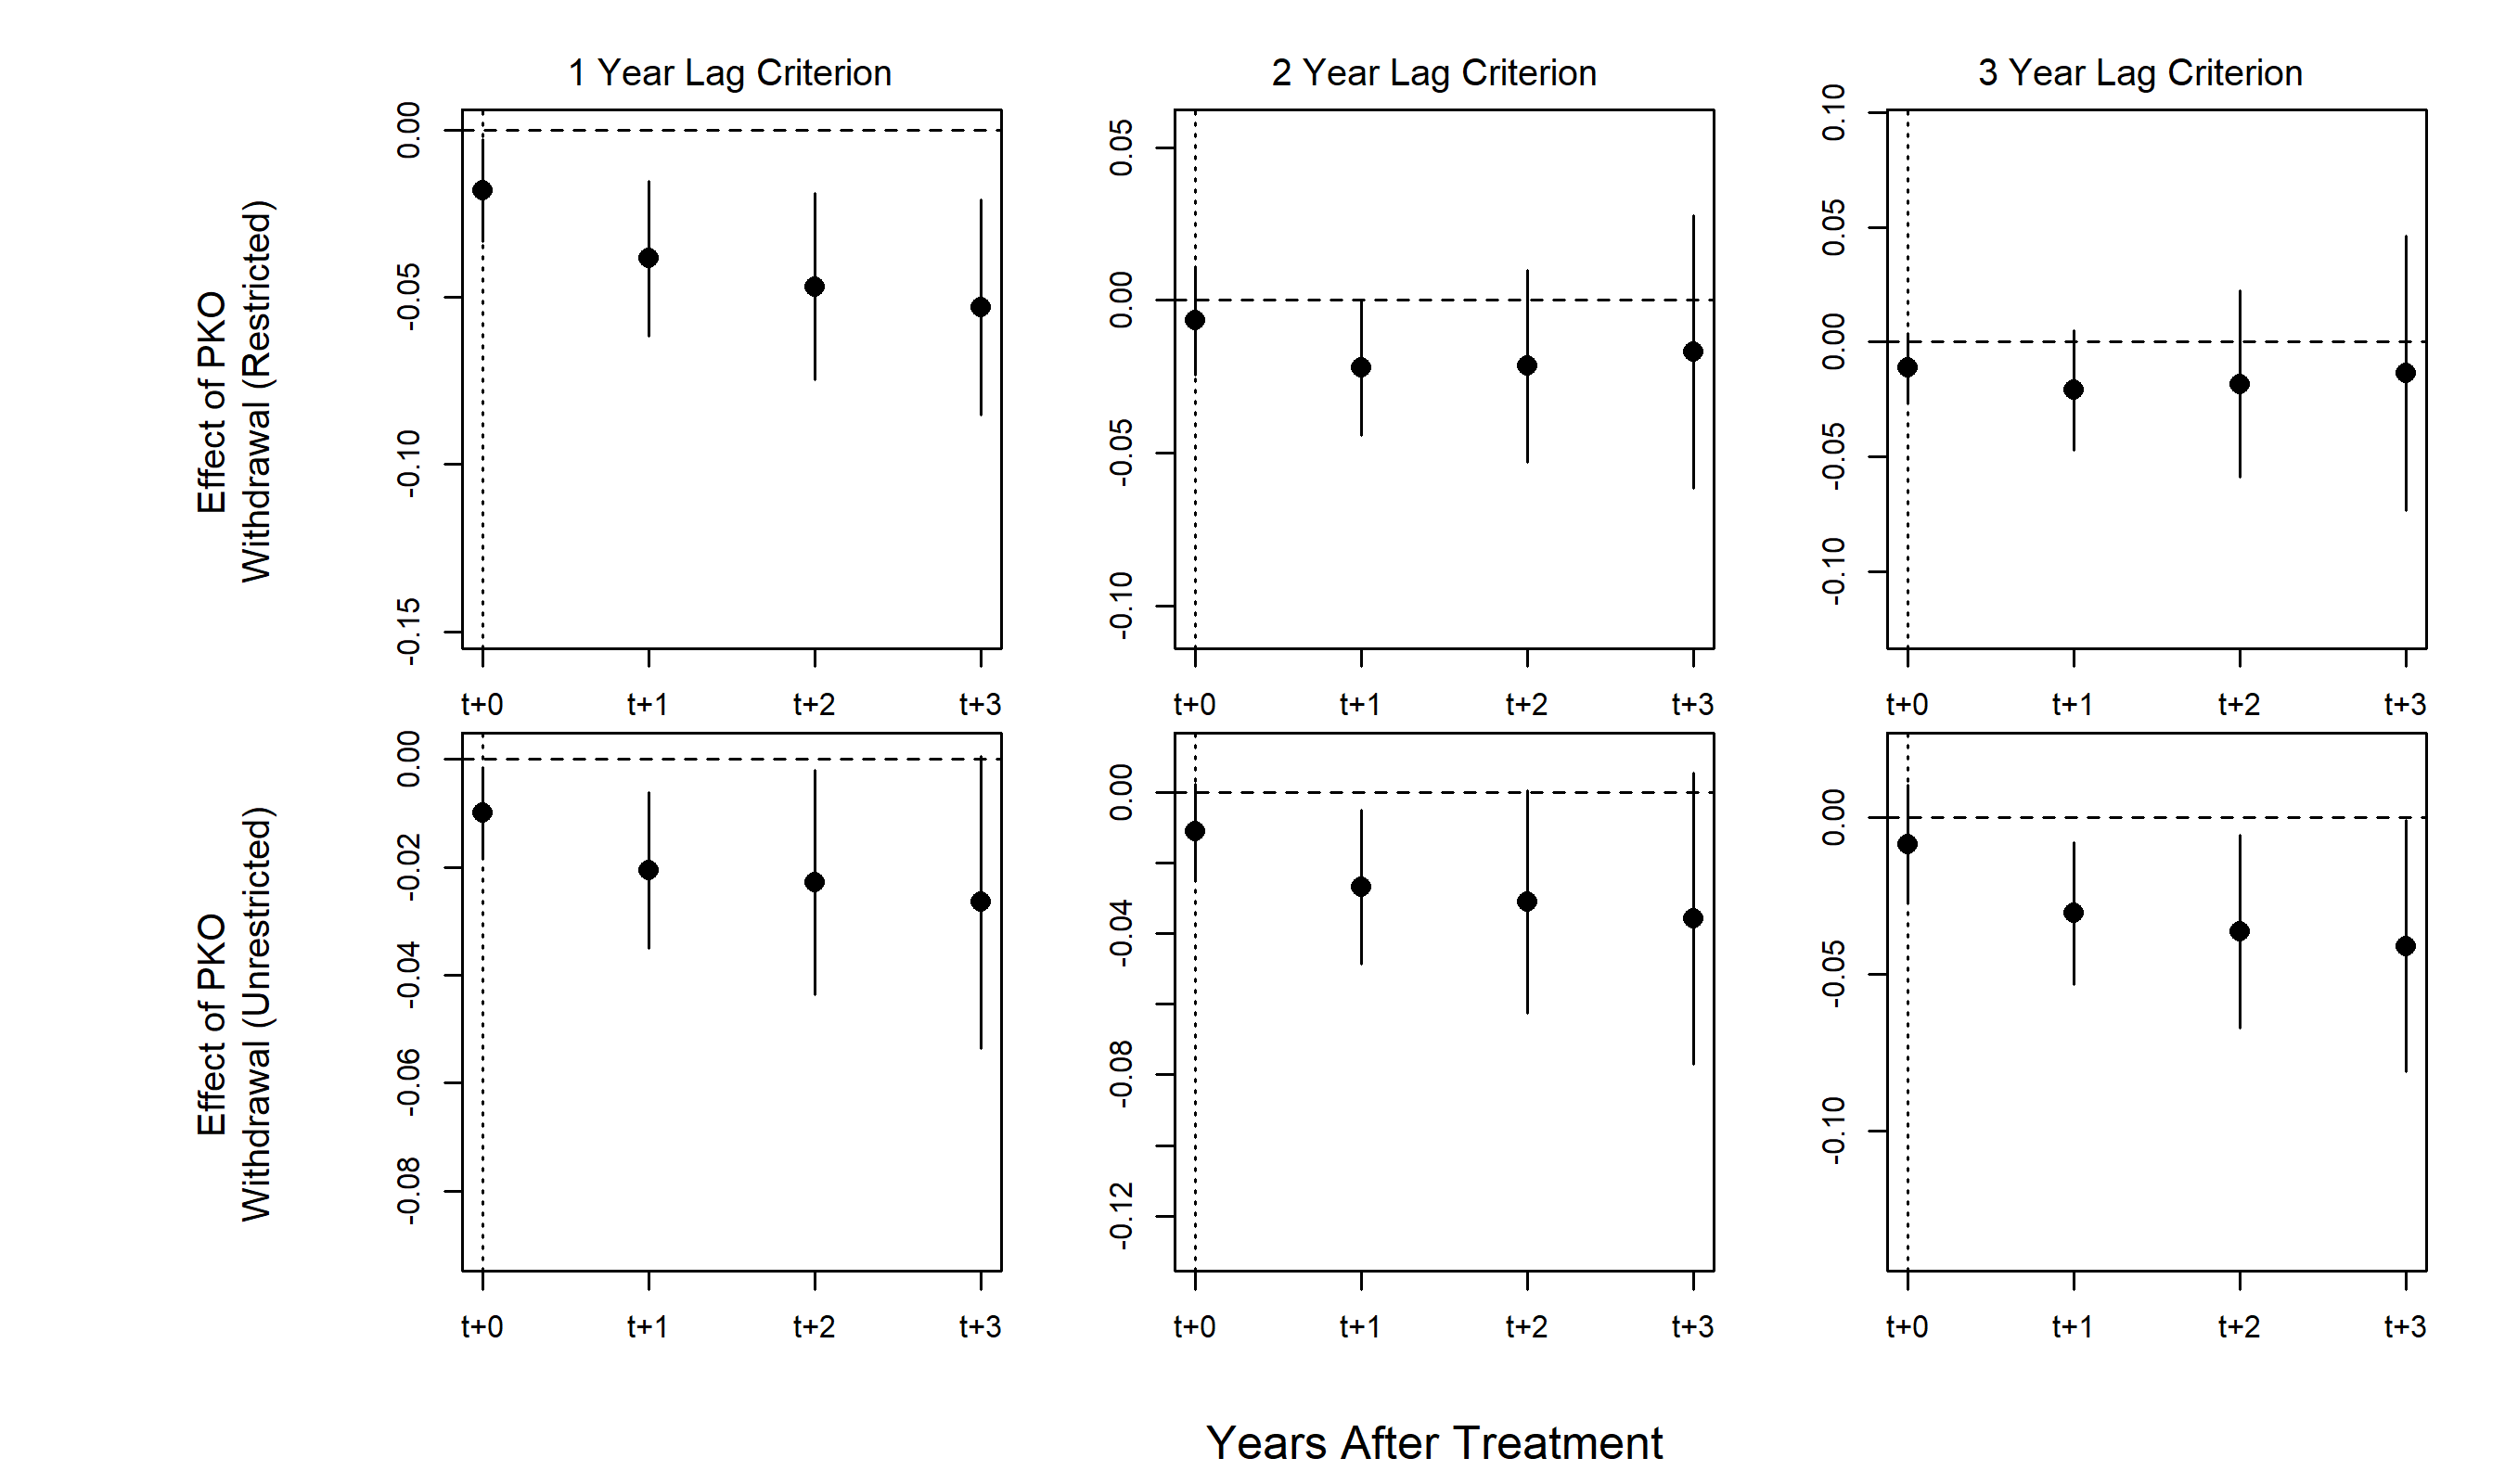 1 Year Lag Criterion
2 Year Lag Criterion
3 Year Lag Criterion
Effect of PKO
Withdrawal (Restricted)
0.00
-0.05
-0.10
-0.15
t+0 t+1 t+2 t+3
0.05
0.00
-0.05
-0.10
t+0 t+1 t+2 t+3
0.10
0.05
0.00
-0.05
-0.10
t+0 t+1 t+2 t+3
Effect of PKO
Withdrawal (Unrestricted)
0.00
-0.02
-0.04
-0.06
-0.08
t+0 t+1 t+2 t+3
0.00
-0.04
-0.08
-0.12
t+0 t+1 t+2 t+3
0.00
-0.05
-0.10
t+0 t+1 t+2 t+3
Years After Treatment